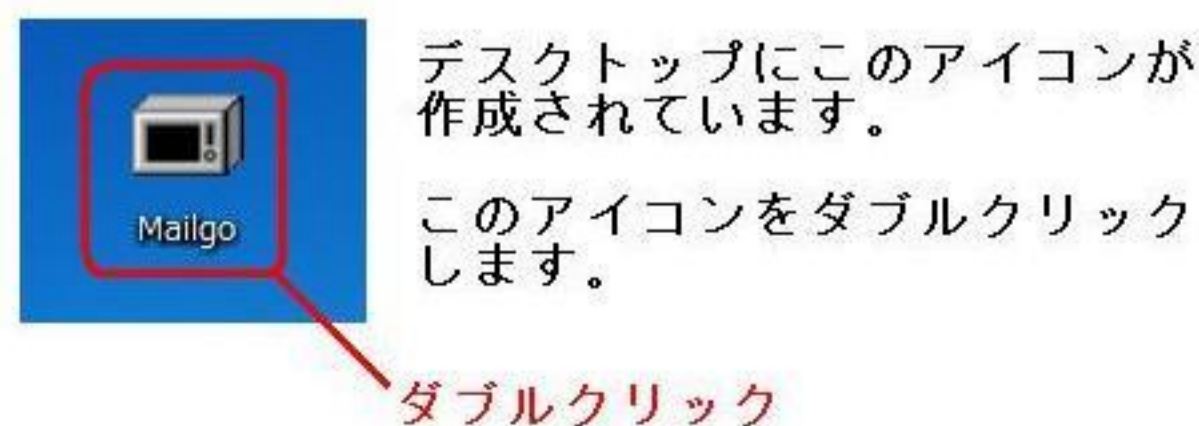 デスクトップにこのアイコンが
作成されています。
このアイコンをダブルクリック
します。
Mailgo
ダブルクリック